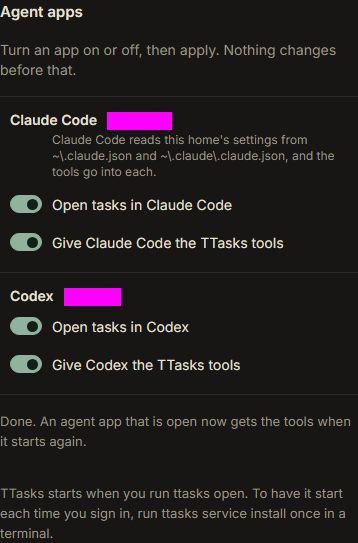 Agent apps
Turn an app on or off, then apply. Nothing changes
before that.
Claude Code
Claude Code reads this home's settings from
~\.claude.json and ~\.claude\.claude.json, and the
tools go into each.
Open tasks in Claude Code
Give Claude Code the TTasks tools
Codex
Open tasks in Codex
Give Codex the TTasks tools
Done. An agent app that is open now gets the tools when
it starts again.
TTasks starts when you run ttasks open. To have it start
each time you sign in, run ttasks service install once in a
terminal.